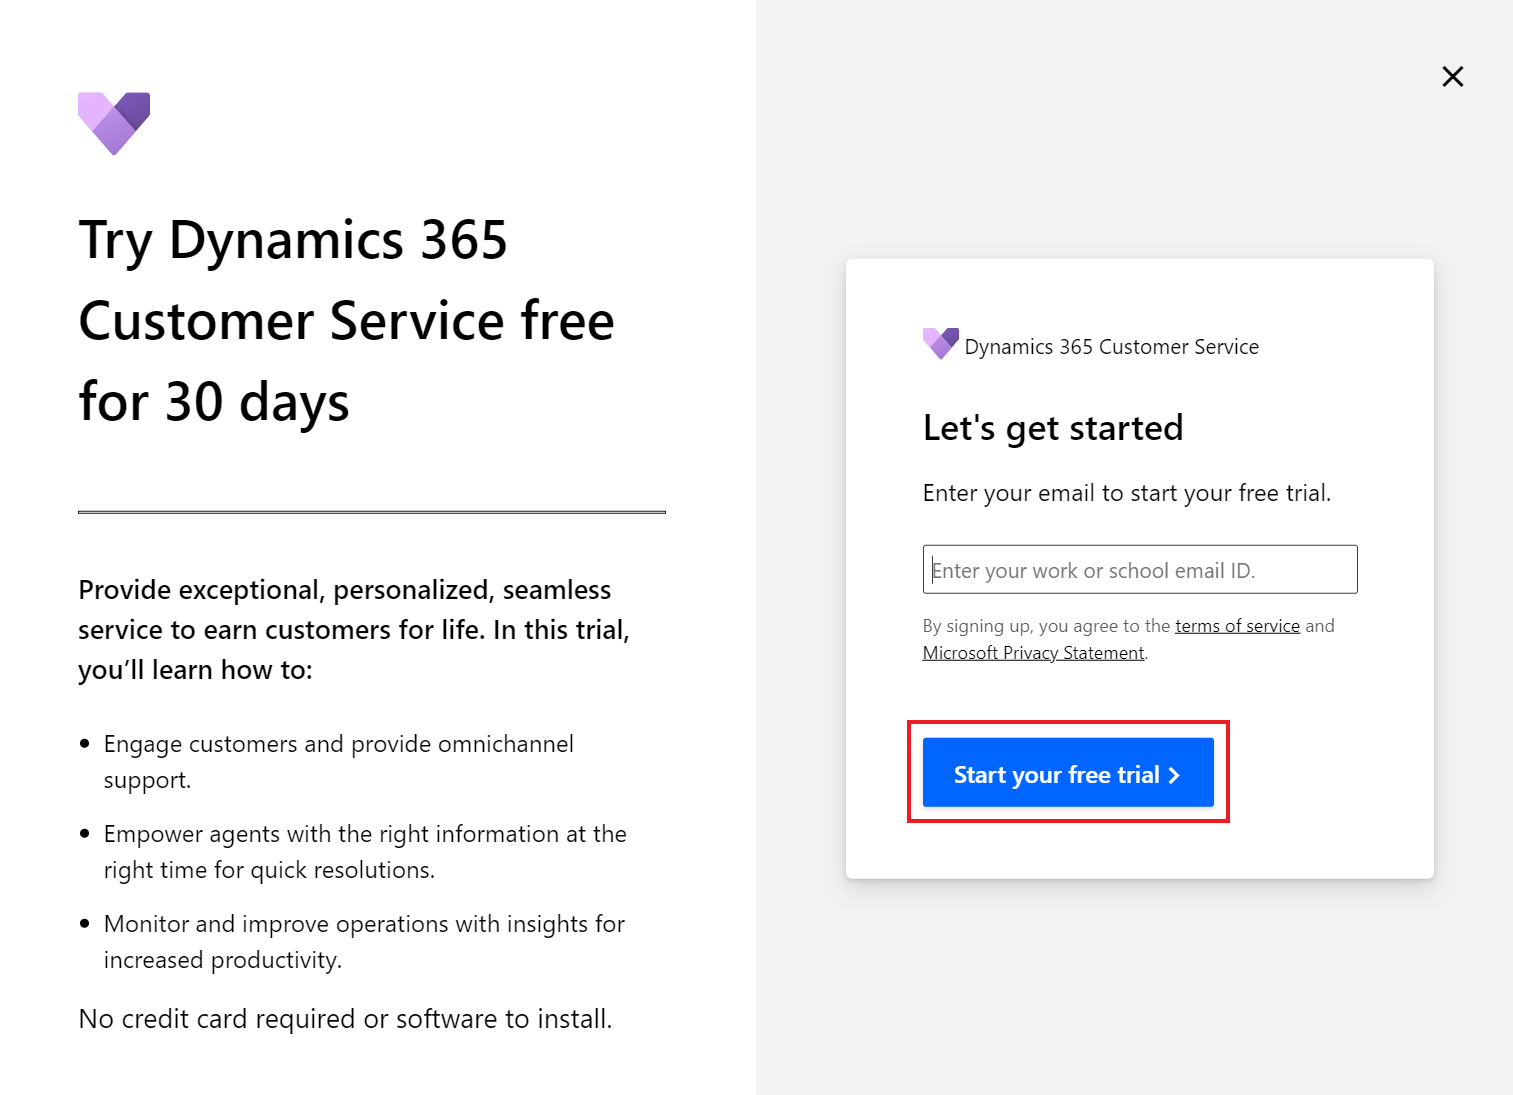 Try Dynamics 365
Customer Service free
for 30 days
Provide exceptional, personalized, seamless
service to earn customers for life. In this trial,
you’ll learn how to:
Engage customers and provide omnichannel
support.
Empower agents with the right information at the
right time for quick resolutions.
Monitor and improve operations with insights for
increased productivity.
No credit card required or software to install.
Dynamics 365 Customer Service
Let's get started
Enter your email to start your free trial.
Enter your work or school email ID.
By signing up, you agree to the terms of service and
Microsoft Privacy Statement.
Start your free trial